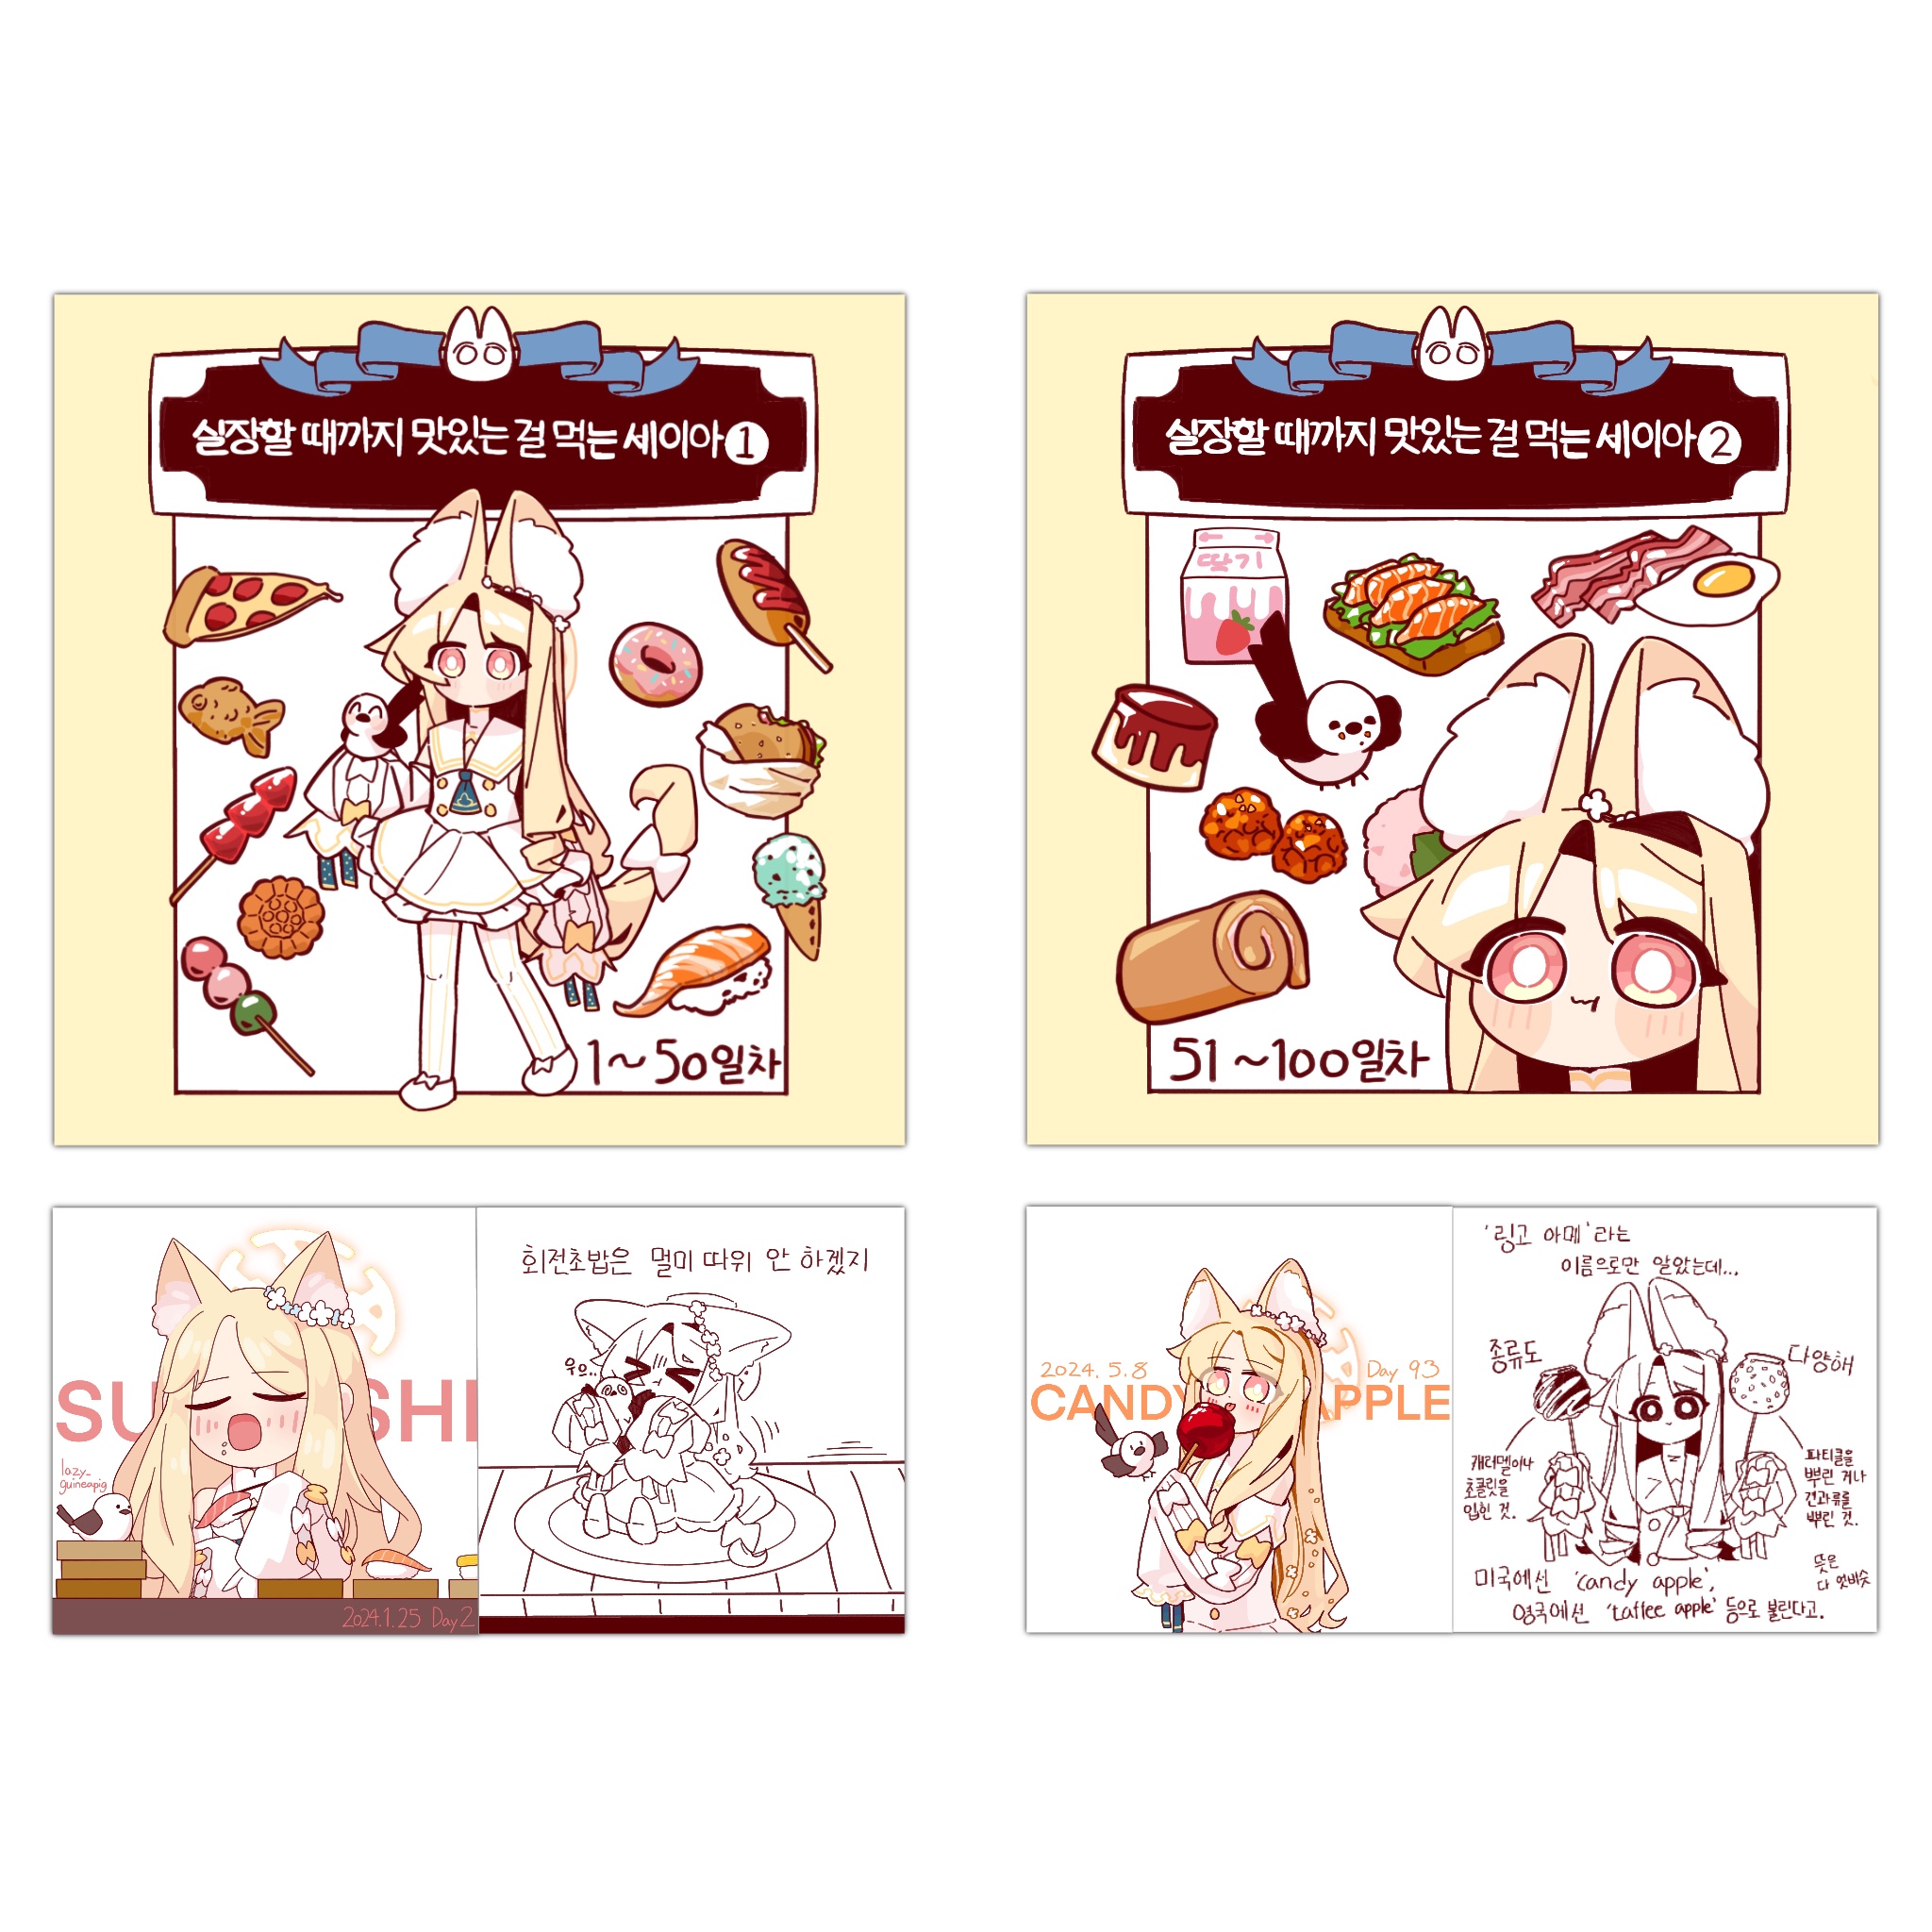 실장할 때까지 맛있는 걸 먹는 세이아 1
1~50일차
실장할 때까지 맛있는 걸 먹는 세이아 2
딸기
51~100일차
SU SHI
lazy_
guineapig
2024.1.25 Day 2
회전초밥은 멀미 따위 안 하겠지
우으..
2024. 5. 8 Day 93
CANDY APPLE
'링고 아메'라는
이름으로만 알았는데...
종류도
다양해
캐러멜이나
초콜릿을
입힌 것.
파티클을
뿌린 거나
견과류를
뿌린 것.
뜻은
다 엇비슷
미국에선 'candy apple',
영국에선 'taffee apple' 등으로 불린다고.